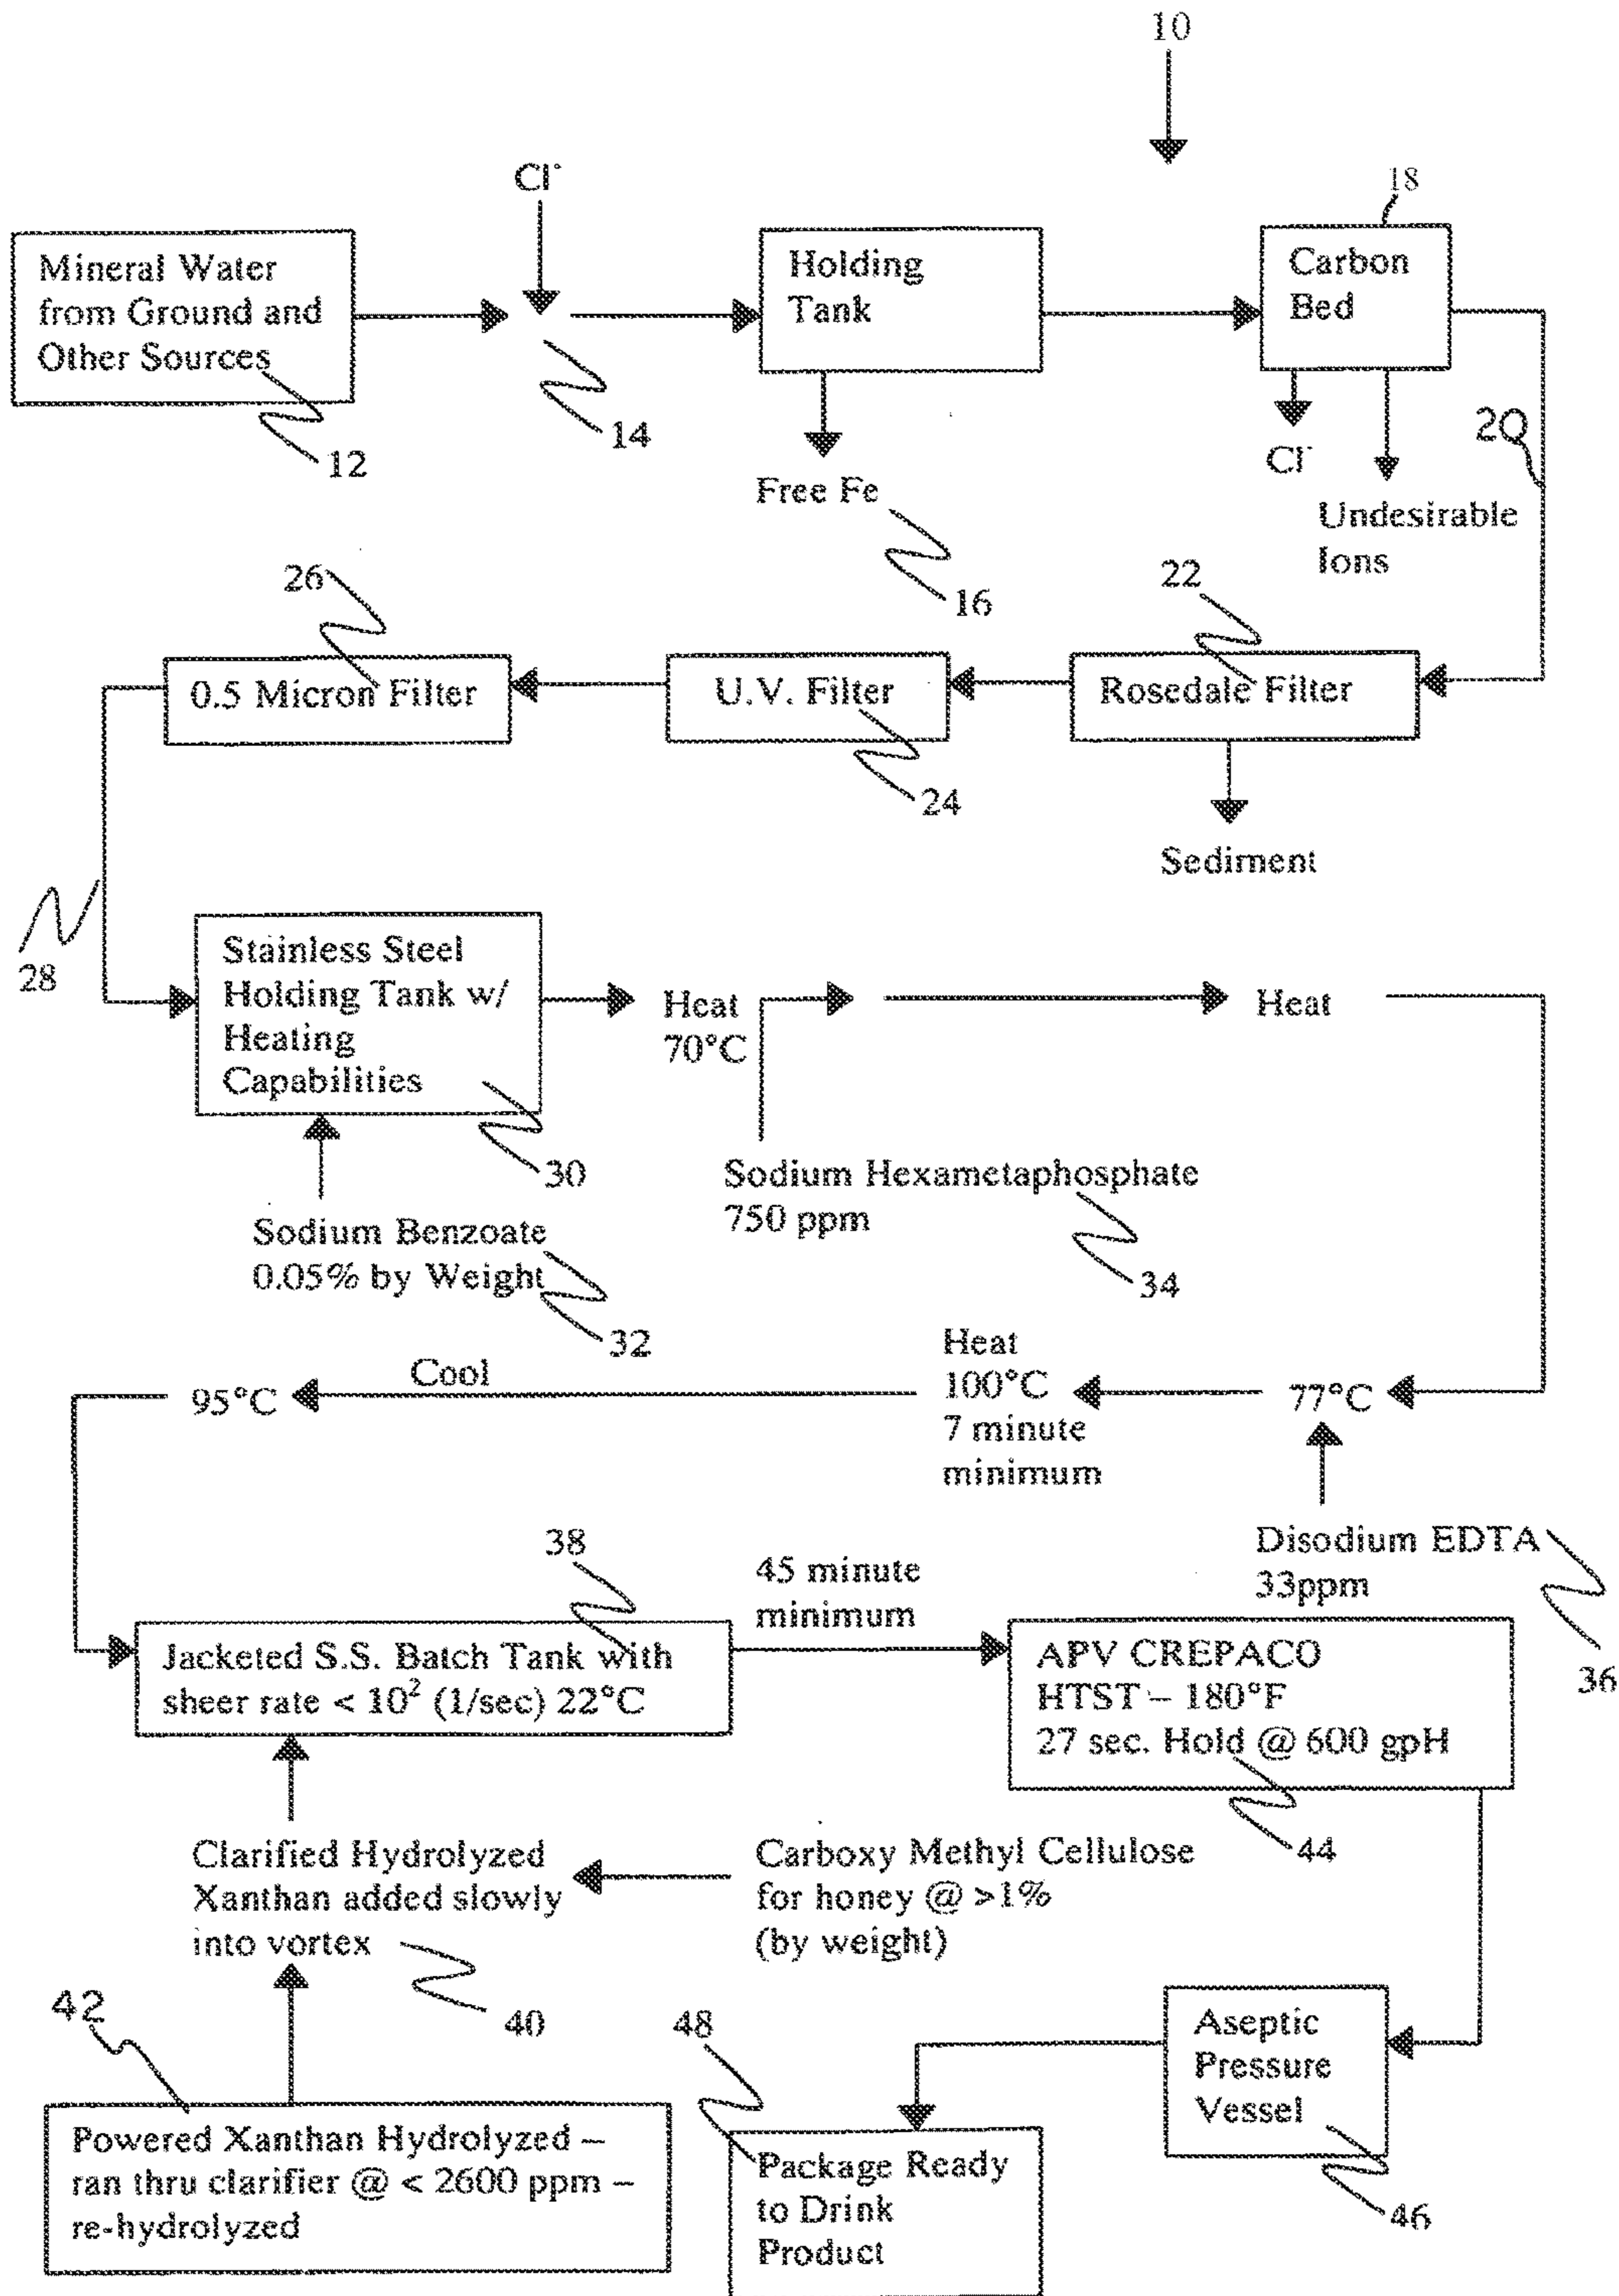 10
Cl-
18
Mineral Water
from Ground and
Other Sources
Holding
Tank
Carbon
Bed
14
12
Free Fe
16
Cl-
20
Undesirable
Ions
26
22
0.5 Micron Filter
U.V. Filter
Rosedale Filter
24
Sediment
28
Stainless Steel
Holding Tank w/
Heating
Capabilities
Heat
70°C
Heat
30
Sodium Benzoate
0.05% by Weight
32
Sodium Hexametaphosphate
750 ppm
34
95°C
Cool
Heat
100°C
7 minute
minimum
77°C
Disodium EDTA
33ppm
36
38
45 minute
minimum
Jacketed S.S. Batch Tank with
sheer rate < 10² (1/sec) 22°C
APV CREPACO
HTST – 180°F
27 sec. Hold @ 600 gpH
44
Clarified Hydrolyzed
Xanthan added slowly
into vortex
40
Carboxy Methyl Cellulose
for honey @ >1%
(by weight)
42
48
Aseptic
Pressure
Vessel
46
Powered Xanthan Hydrolyzed –
ran thru clarifier @ < 2600 ppm –
re-hydrolyzed
Package Ready
to Drink
Product